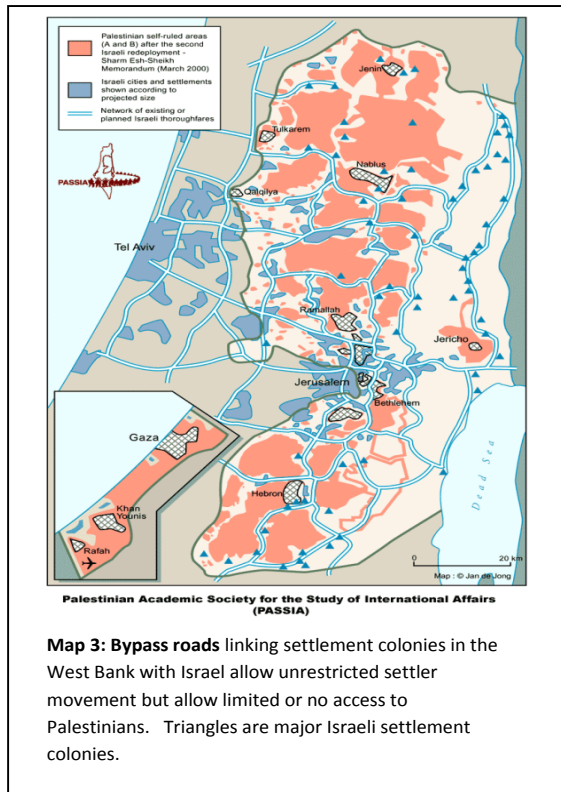 Palestinian self-ruled areas
(A and B) after the second
Israeli redeployment -
Sharm Esh-Sheikh
Memorandum (March 2000)
Israeli cities and settlements
shown according to
projected size
Network of existing or
planned Israeli thoroughfares
PASSIA
Jenin
Tulkarem
Nablus
Qalqilya
Tel Aviv
Ramallah
Jericho
Jerusalem
Bethlehem
Gaza
Hebron
Khan
Younis
Rafah
Dead Sea
0 20 km
Map : © Jan de Jong
Palestinian Academic Society for the Study of International Affairs
(PASSIA)
Map 3: Bypass roads linking settlement colonies in the
West Bank with Israel allow unrestricted settler
movement but allow limited or no access to
Palestinians. Triangles are major Israeli settlement
colonies.